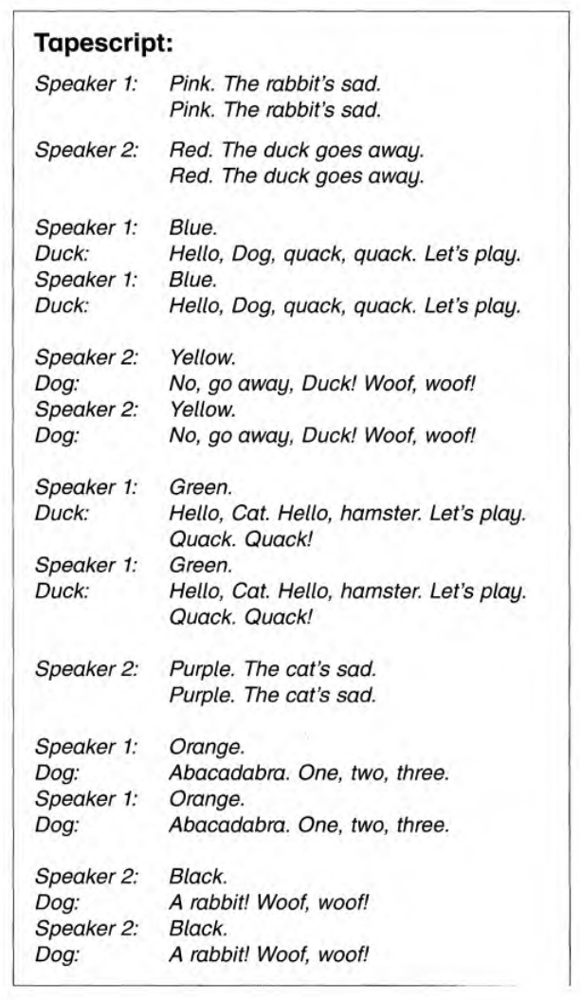 Tapescript:
Speaker 1: Pink. The rabbit's sad.
Pink. The rabbit's sad.
Speaker 2: Red. The duck goes away.
Red. The duck goes away.
Speaker 1: Blue.
Duck: Hello, Dog, quack, quack. Let's play.
Speaker 1: Blue.
Duck: Hello, Dog, quack, quack. Let's play.
Speaker 2: Yellow.
Dog: No, go away, Duck! Woof, woof!
Speaker 2: Yellow.
Dog: No, go away, Duck! Woof, woof!
Speaker 1: Green.
Duck: Hello, Cat. Hello, hamster. Let's play.
Quack. Quack!
Speaker 1: Green.
Duck: Hello, Cat. Hello, hamster. Let's play.
Quack. Quack!
Speaker 2: Purple. The cat's sad.
Purple. The cat's sad.
Speaker 1: Orange.
Dog: Abacadabra. One, two, three.
Speaker 1: Orange.
Dog: Abacadabra. One, two, three.
Speaker 2: Black.
Dog: A rabbit! Woof, woof!
Speaker 2: Black.
Dog: A rabbit! Woof, woof!